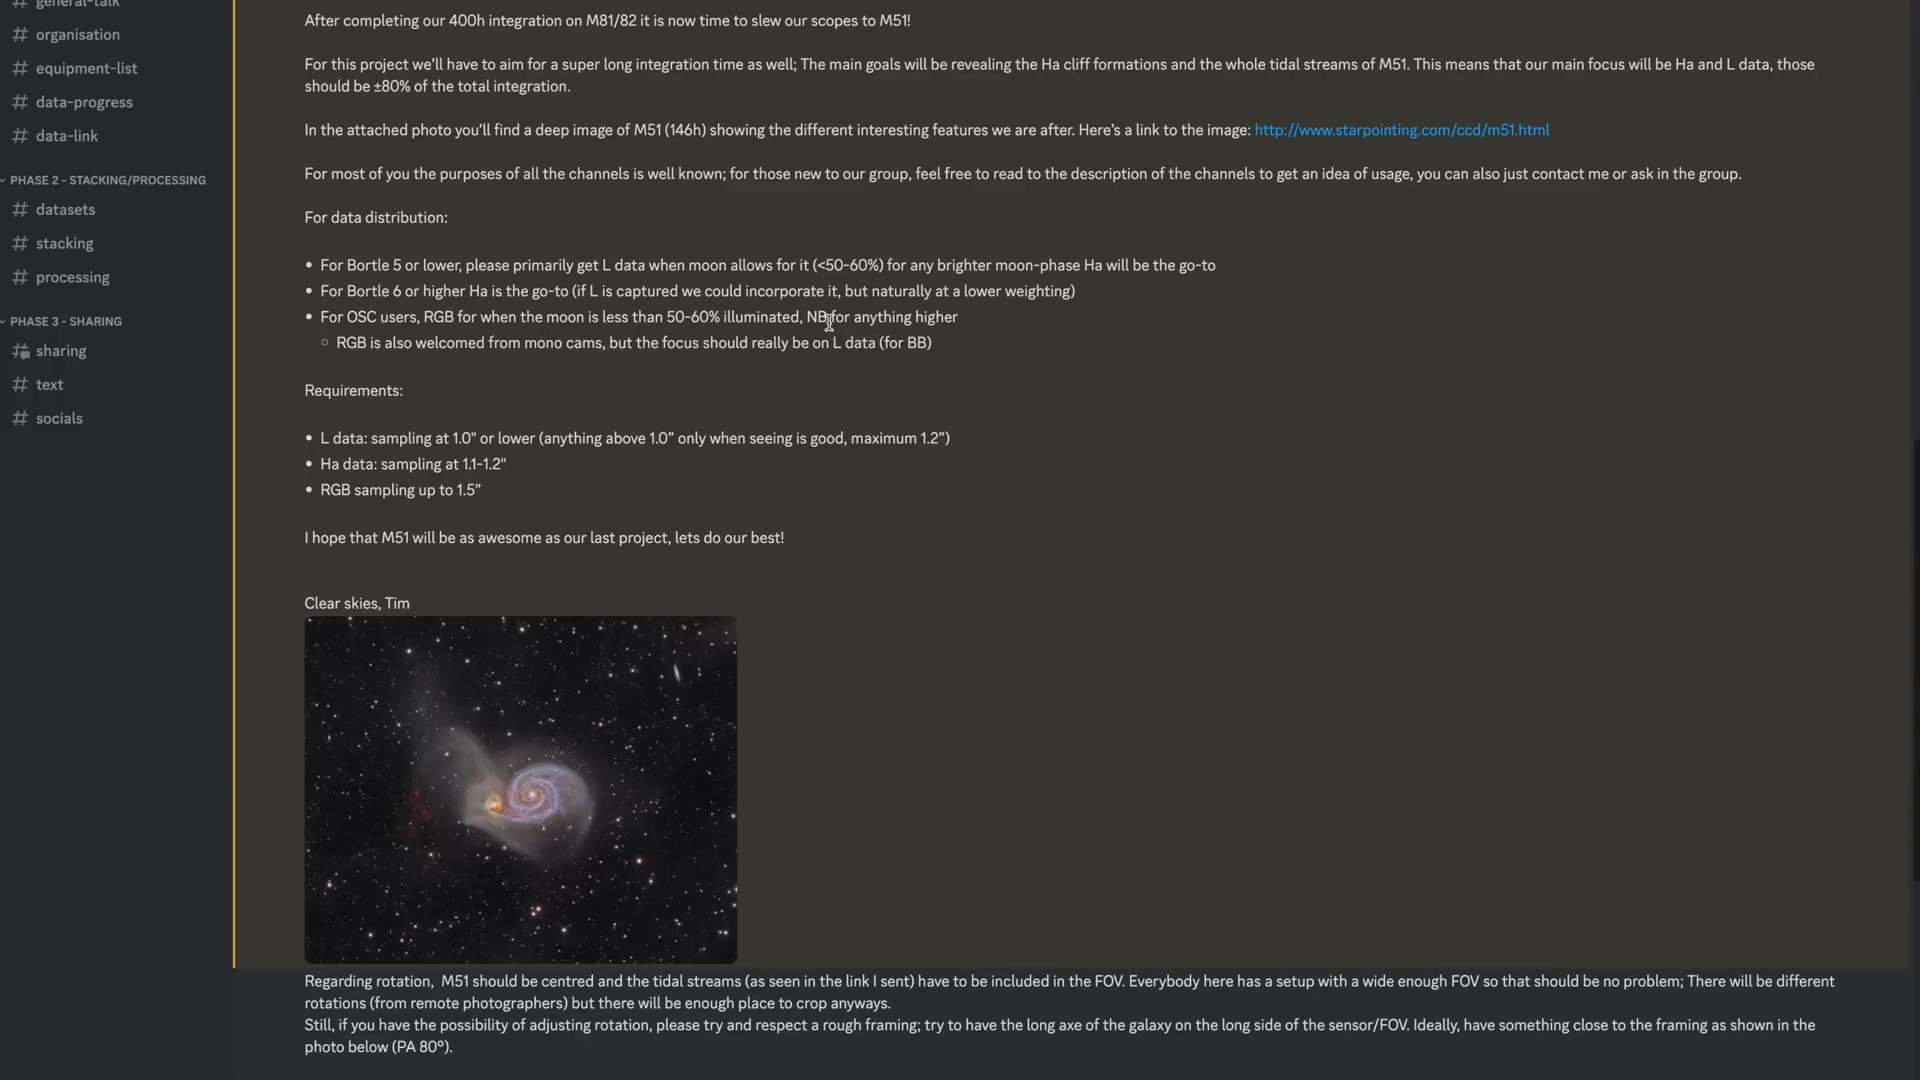 general-talk
organisation
equipment-list
data-progress
data-link
PHASE 2 - STACKING/PROCESSING
datasets
stacking
processing
PHASE 3 - SHARING
sharing
text
socials
After completing our 400h integration on M81/82 it is now time to slew our scopes to M51!
For this project we'll have to aim for a super long integration time as well; The main goals will be revealing the Ha cliff formations and the whole tidal streams of M51. This means that our main focus will be Ha and L data, those
should be ±80% of the total integration.
In the attached photo you'll find a deep image of M51 (146h) showing the different interesting features we are after. Here's a link to the image: http://www.starpointing.com/ccd/m51.html
For most of you the purposes of all the channels is well known; for those new to our group, feel free to read to the description of the channels to get an idea of usage, you can also just contact me or ask in the group.
For data distribution:
• For Bortle 5 or lower, please primarily get L data when moon allows for it (<50-60%) for any brighter moon-phase Ha will be the go-to
• For Bortle 6 or higher Ha is the go-to (if L is captured we could incorporate it, but naturally at a lower weighting)
• For OSC users, RGB for when the moon is less than 50-60% illuminated, NB for anything higher
◦ RGB is also welcomed from mono cams, but the focus should really be on L data (for BB)
Requirements:
• L data: sampling at 1.0" or lower (anything above 1.0” only when seeing is good, maximum 1.2”)
• Ha data: sampling at 1.1-1.2"
• RGB sampling up to 1.5”
I hope that M51 will be as awesome as our last project, lets do our best!
Clear skies, Tim
Regarding rotation,  M51 should be centred and the tidal streams (as seen in the link I sent) have to be included in the FOV. Everybody here has a setup with a wide enough FOV so that should be no problem; There will be different
rotations (from remote photographers) but there will be enough place to crop anyways.
Still, if you have the possibility of adjusting rotation, please try and respect a rough framing; try to have the long axe of the galaxy on the long side of the sensor/FOV. Ideally, have something close to the framing as shown in the
photo below (PA 80º).